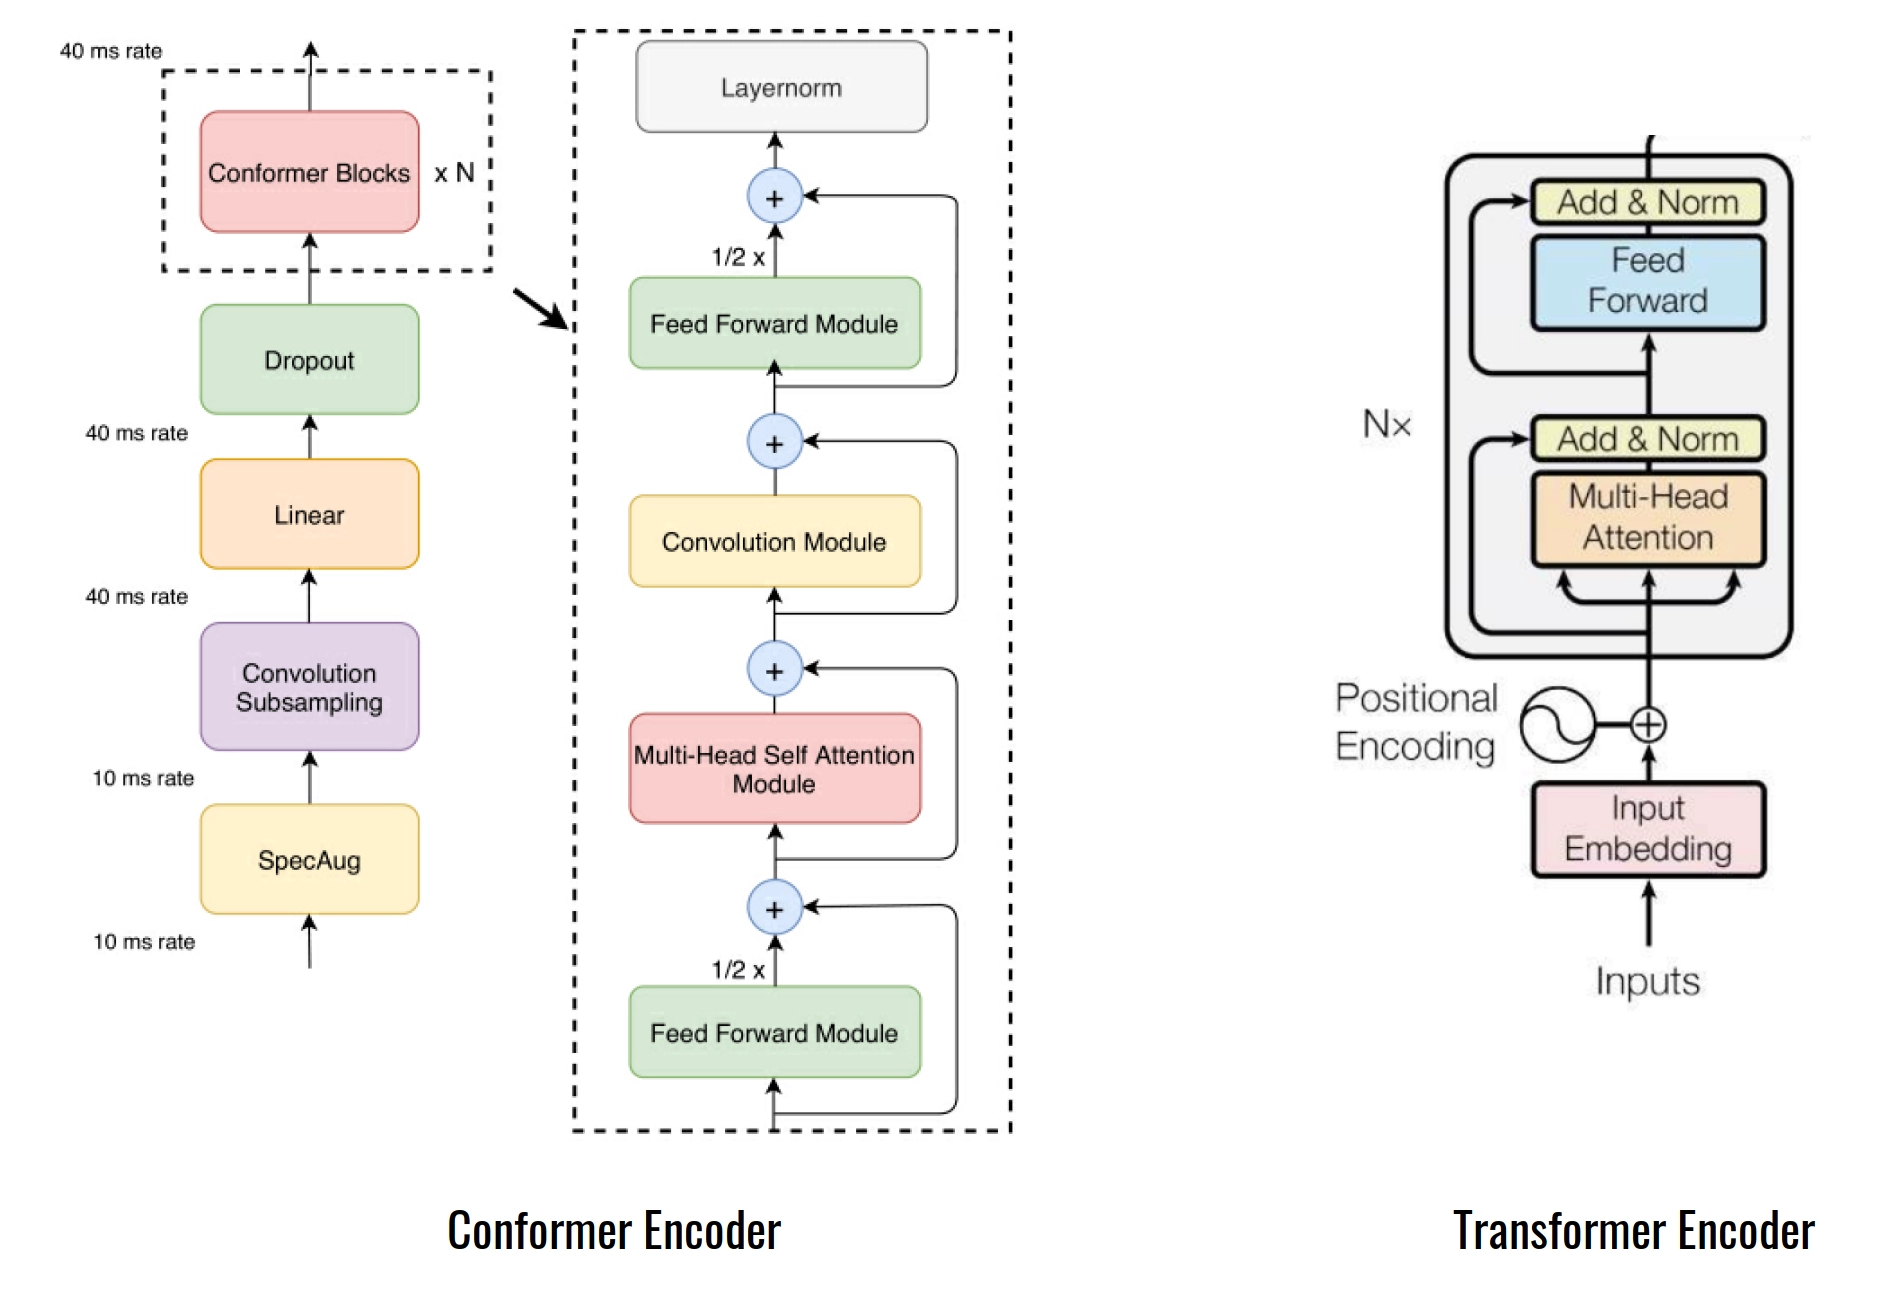 40 ms rate
Conformer Blocks
x N
Dropout
40 ms rate
Linear
40 ms rate
Convolution
Subsampling
10 ms rate
SpecAug
10 ms rate
Layernorm
+
1/2 x
Feed Forward Module
+
Convolution Module
+
Multi-Head Self Attention
Module
+
1/2 x
Feed Forward Module
Conformer Encoder
Add & Norm
Feed
Forward
N×
Add & Norm
Multi-Head
Attention
Positional
Encoding
+
Input
Embedding
Inputs
Transformer Encoder